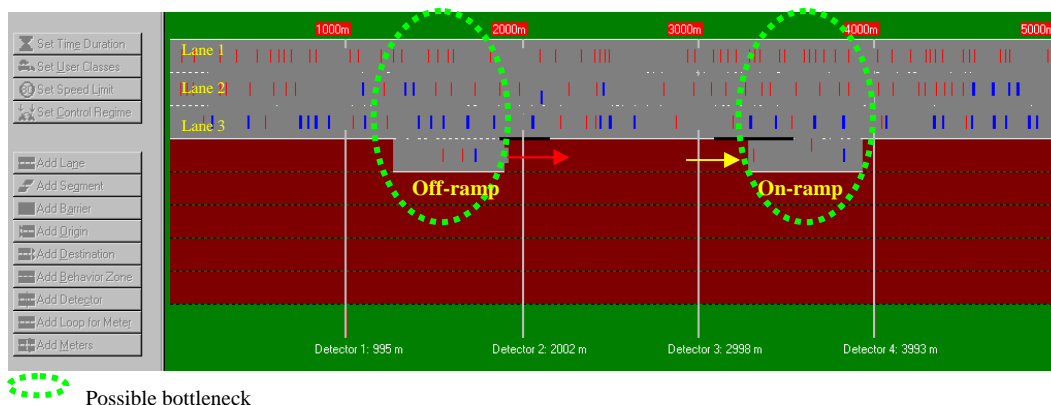 1000m 2000m 3000m 4000m 5000m
Set Time Duration
Set User Classes
Set Speed Limit
Set Control Regime
Lane 1
Lane 2
Lane 3
Add Lane
Add Segment
Add Barrier
Add Origin
Add Destination
Add Behavior Zone
Add Detector
Add Loop for Meter
Add Meters
Off-ramp On-ramp
Detector 1: 995 m Detector 2: 2002 m Detector 3: 2998 m Detector 4: 3993 m
Possible bottleneck